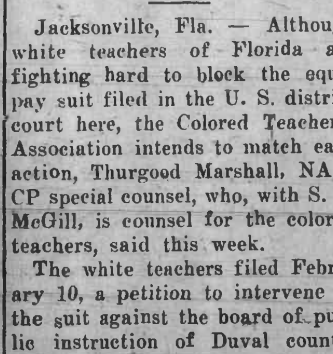 Jacksonville, Fla. — Althou
white teachers of Florida a
fighting hard to block the equ
pay suit filed in the U. S. distri
court here, the Colored Teacher
Association intends to match ea
action, Thurgood Marshall, NA
CP special counsel, who, with S.
McGill, is counsel for the color
teachers, said this week.
The white teachers filed Febr
ary 10, a petition to intervene
the suit against the board of pu
lic instruction of Duval coun